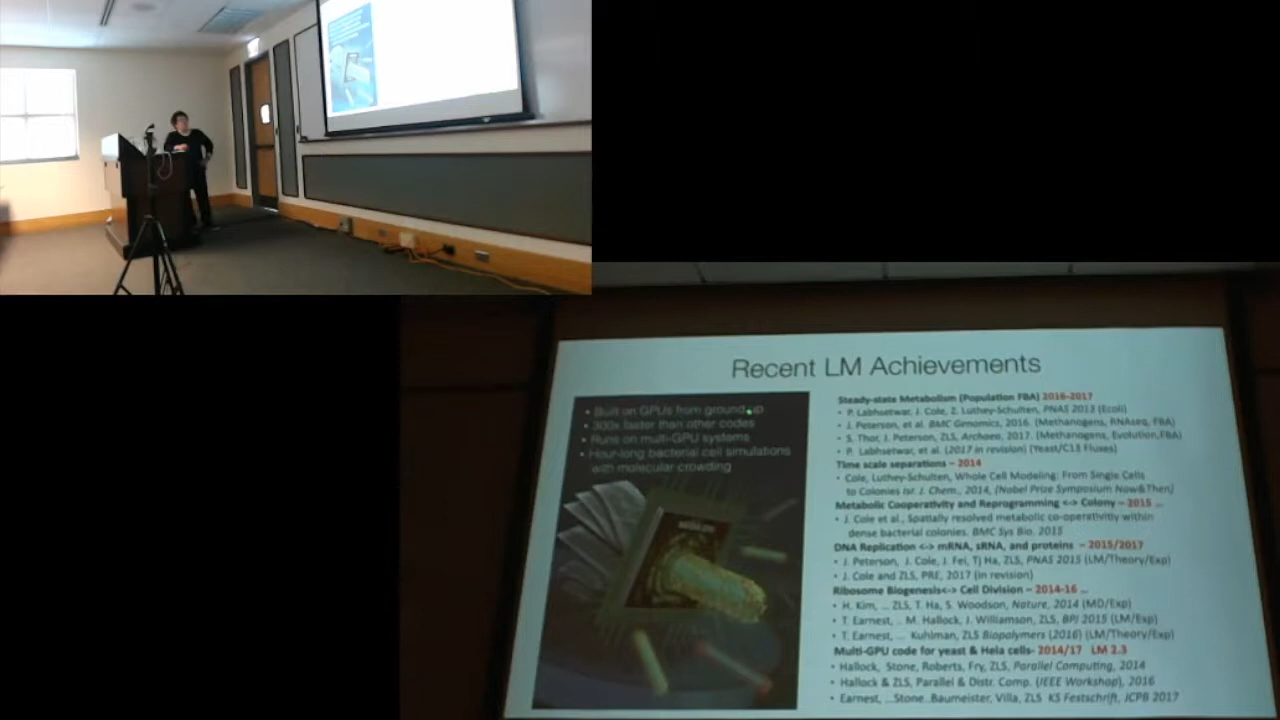 Recent LM Achievements
• Built on GPUs from ground up
• 300x faster than other codes
• Runs on multi-GPU systems
• Hour-long bacterial cell simulations
with molecular crowding
Steady-state Metabolism (Population FBA) 2016-2017
• P. Labhsetwar, J. Cole, Z. Luthey-Schulten, PNAS 2013 (Ecoli)
• J. Peterson, et al. BMC Genomics, 2016. (Methanogens, RNAseq, FBA)
• S. Thor, J. Peterson, ZLS, Archaea, 2017. (Methanogens, Evolution,FBA)
• P. Labhsetwar, et al. (2017 in revision) (Yeast/C13 Fluxes)
Time scale separations – 2014
• Cole, Luthey-Schulten, Whole Cell Modeling: From Single Cells
to Colonies Isr. J. Chem., 2014, (Nobel Prize Symposium Now&Then)
Metabolic Cooperativity and Reprogramming <-> Colony – 2015 ...
• J. Cole et al., Spatially resolved metabolic co-operativitiy within
dense bacterial colonies, BMC Sys Bio. 2015
DNA Replication <-> mRNA, sRNA, and proteins – 2015/2017
• J. Peterson, J. Cole, J. Fei, Tj Ha, ZLS, PNAS 2015 (LM/Theory/Exp)
• J. Cole and ZLS, PRE, 2017 (in revision)
Ribosome Biogenesis<-> Cell Division – 2014-16 ...
• H. Kim, ... ZLS, T. Ha, S. Woodson, Nature, 2014 (MD/Exp)
• T. Earnest, .. M. Hallock, J. Williamson, ZLS, BPJ 2015 (LM/Exp)
• T. Earnest, ... Kuhlman, ZLS Biopolymers (2016) (LM/Theory/Exp)
Multi-GPU code for yeast & Hela cells- 2014/17 LM 2.3
• Hallock, Stone, Roberts, Fry, ZLS, Parallel Computing, 2014
• Hallock & ZLS, Parallel & Distr. Comp. (IEEE Workshop), 2016
• Earnest, ...Stone..Baumeister, Villa, ZLS KS Festschrift, JCPB 2017